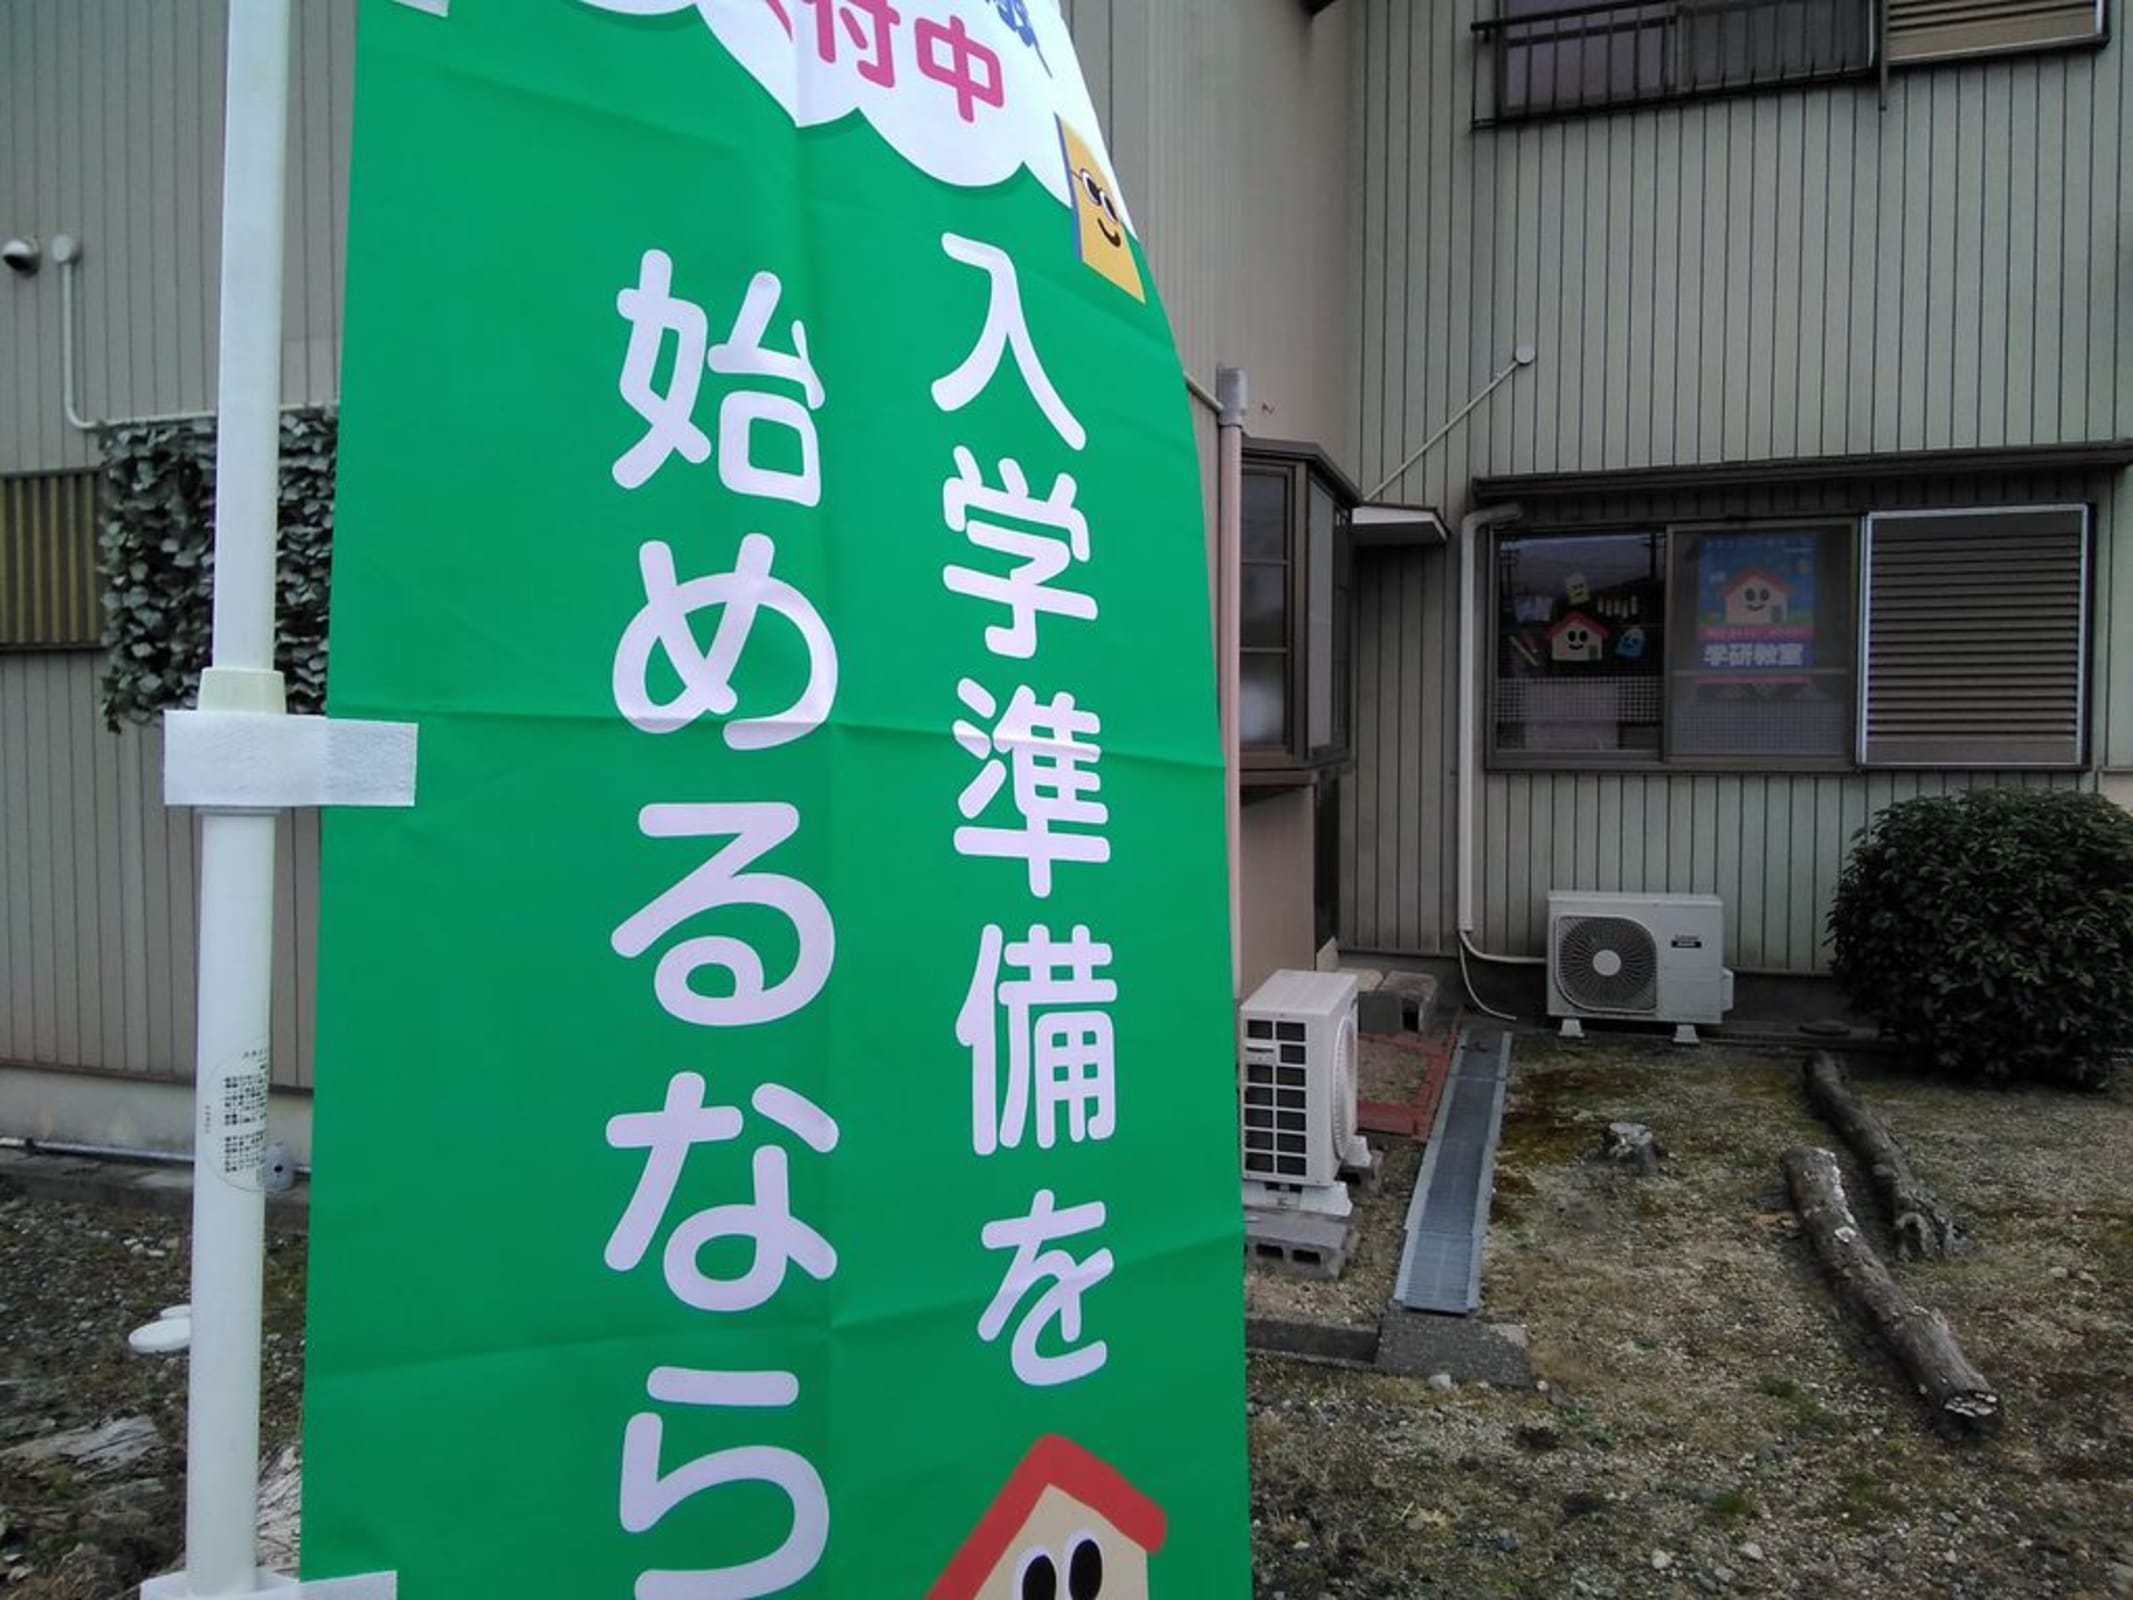 付中
入学準備を
始めるなら
学研教室